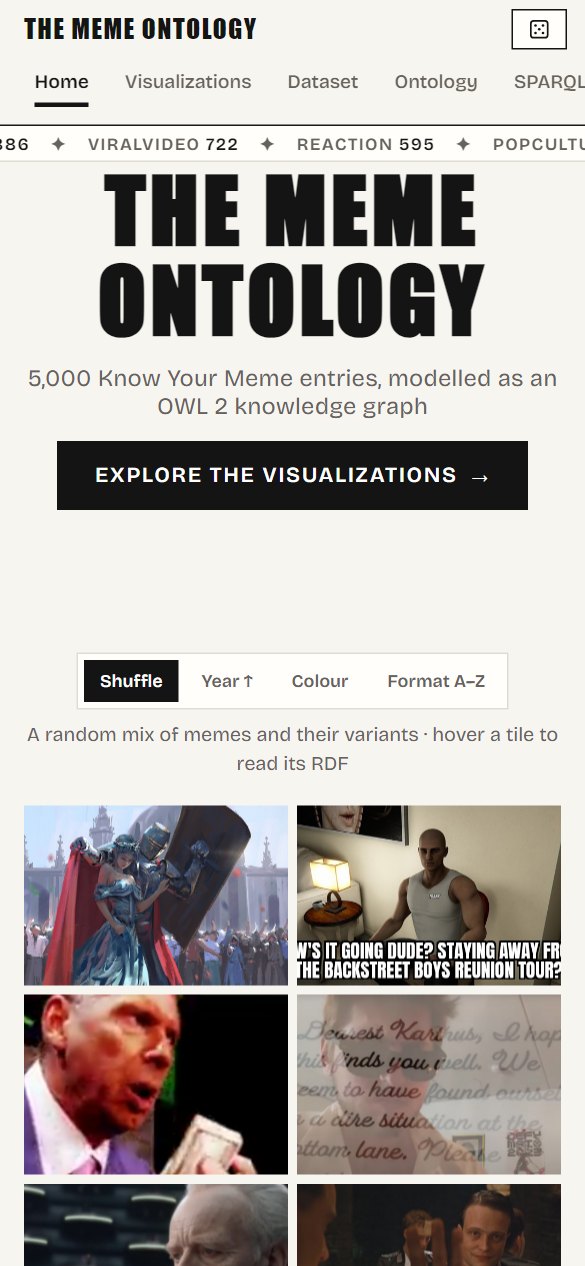 THE MEME ONTOLOGY
Home Visualizations Dataset Ontology SPARQL
386 ✦ VIRALVIDEO 722 ✦ REACTION 595 ✦ POPCULTU
THE MEME
ONTOLOGY
5,000 Know Your Meme entries, modelled as an
OWL 2 knowledge graph
EXPLORE THE VISUALIZATIONS →
Shuffle Year ↑ Colour Format A–Z
A random mix of memes and their variants · hover a tile to
read its RDF
W'S IT GOING DUDE? STAYING AWAY FR
THE BACKSTREET BOYS REUNION TOUR?
Dearest Karthus, I hop
this finds you well. We
seem to have found oursel
a dire situation at the
ottom lane. Please